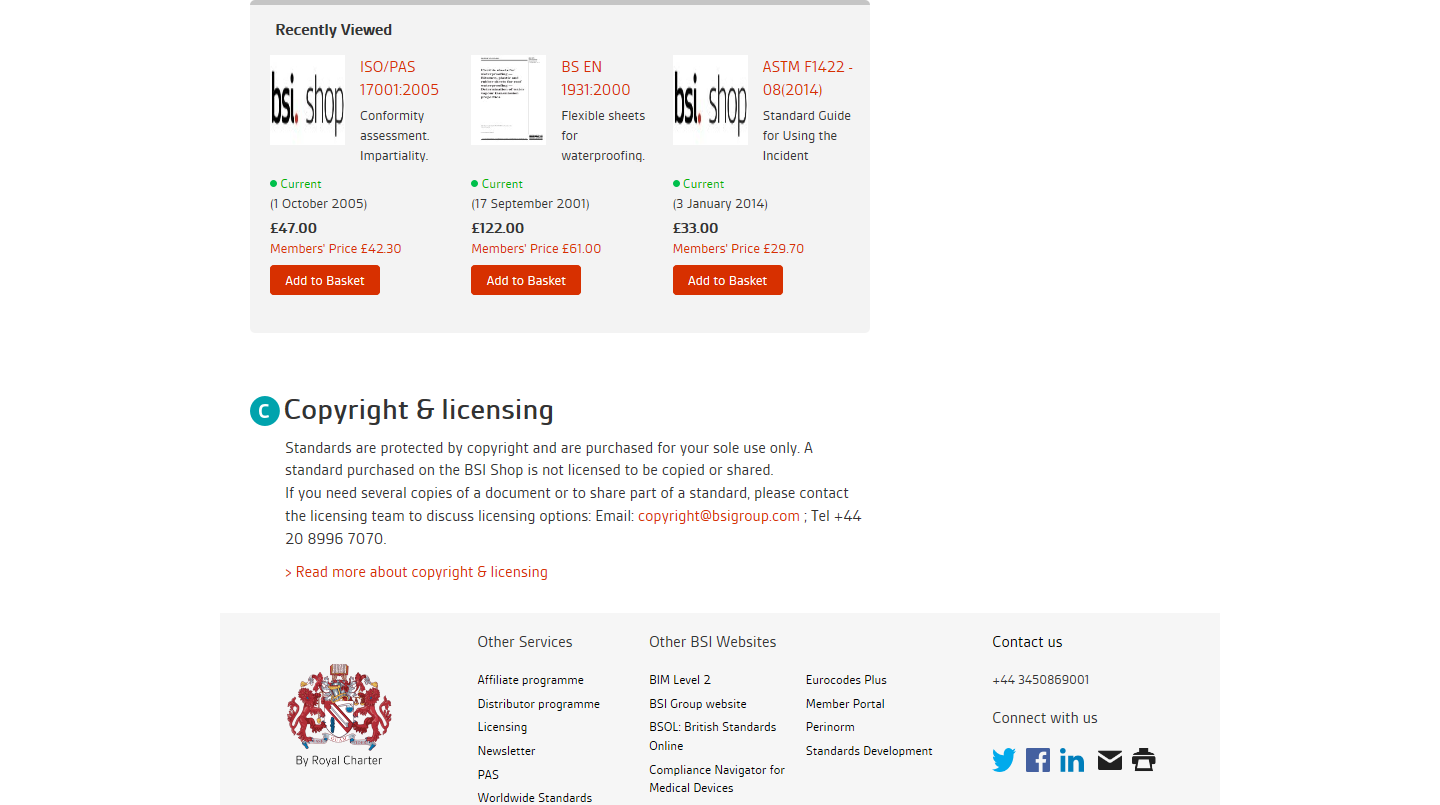 Recently Viewed
bsi. shop
ISO/PAS
17001:2005
Conformity
assessment.
Impartiality.
Current
(1 October 2005)
£47.00
Members' Price £42.30
Add to Basket
BS EN
1931:2000
Flexible sheets
for
waterproofing.
Current
(17 September 2001)
£122.00
Members' Price £61.00
Add to Basket
bsi. shop
ASTM F1422 -
08(2014)
Standard Guide
for Using the
Incident
Current
(3 January 2014)
£33.00
Members' Price £29.70
Add to Basket
C Copyright & licensing
Standards are protected by copyright and are purchased for your sole use only. A
standard purchased on the BSI Shop is not licensed to be copied or shared.
If you need several copies of a document or to share part of a standard, please contact
the licensing team to discuss licensing options: Email: copyright@bsigroup.com ; Tel +44
20 8996 7070.
> Read more about copyright & licensing
By Royal Charter
Other Services
Affiliate programme
Distributor programme
Licensing
Newsletter
PAS
Worldwide Standards
Other BSI Websites
BIM Level 2
BSI Group website
BSOL: British Standards
Online
Compliance Navigator for
Medical Devices
Eurocodes Plus
Member Portal
Perinorm
Standards Development
Contact us
+44 3450869001
Connect with us